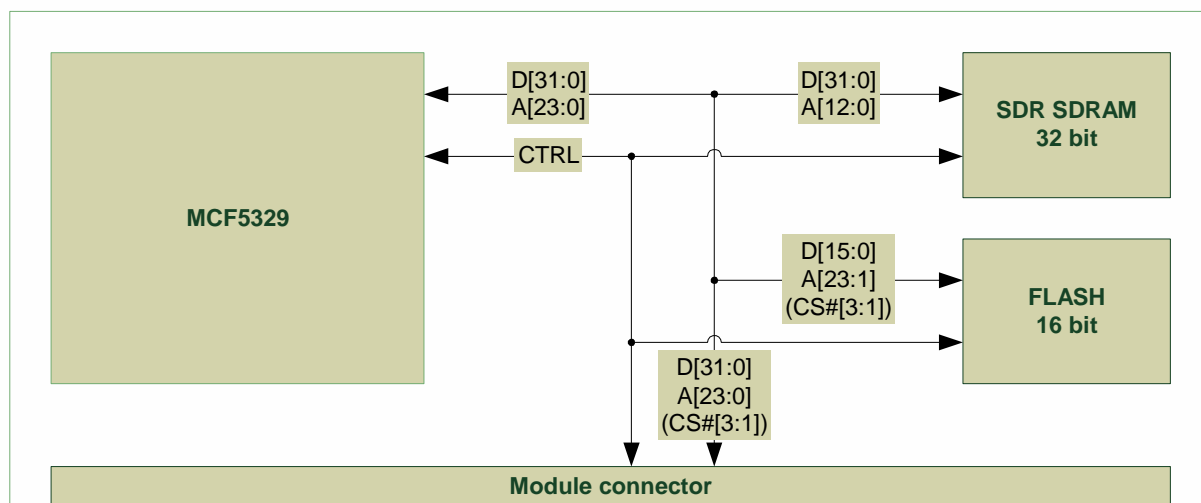 D[31:0]
A[23:0]
D[31:0]
A[12:0]
SDR SDRAM
32 bit
CTRL
MCF5329
D[15:0]
A[23:1]
(CS#[3:1])
FLASH
16 bit
D[31:0]
A[23:0]
(CS#[3:1])
Module connector